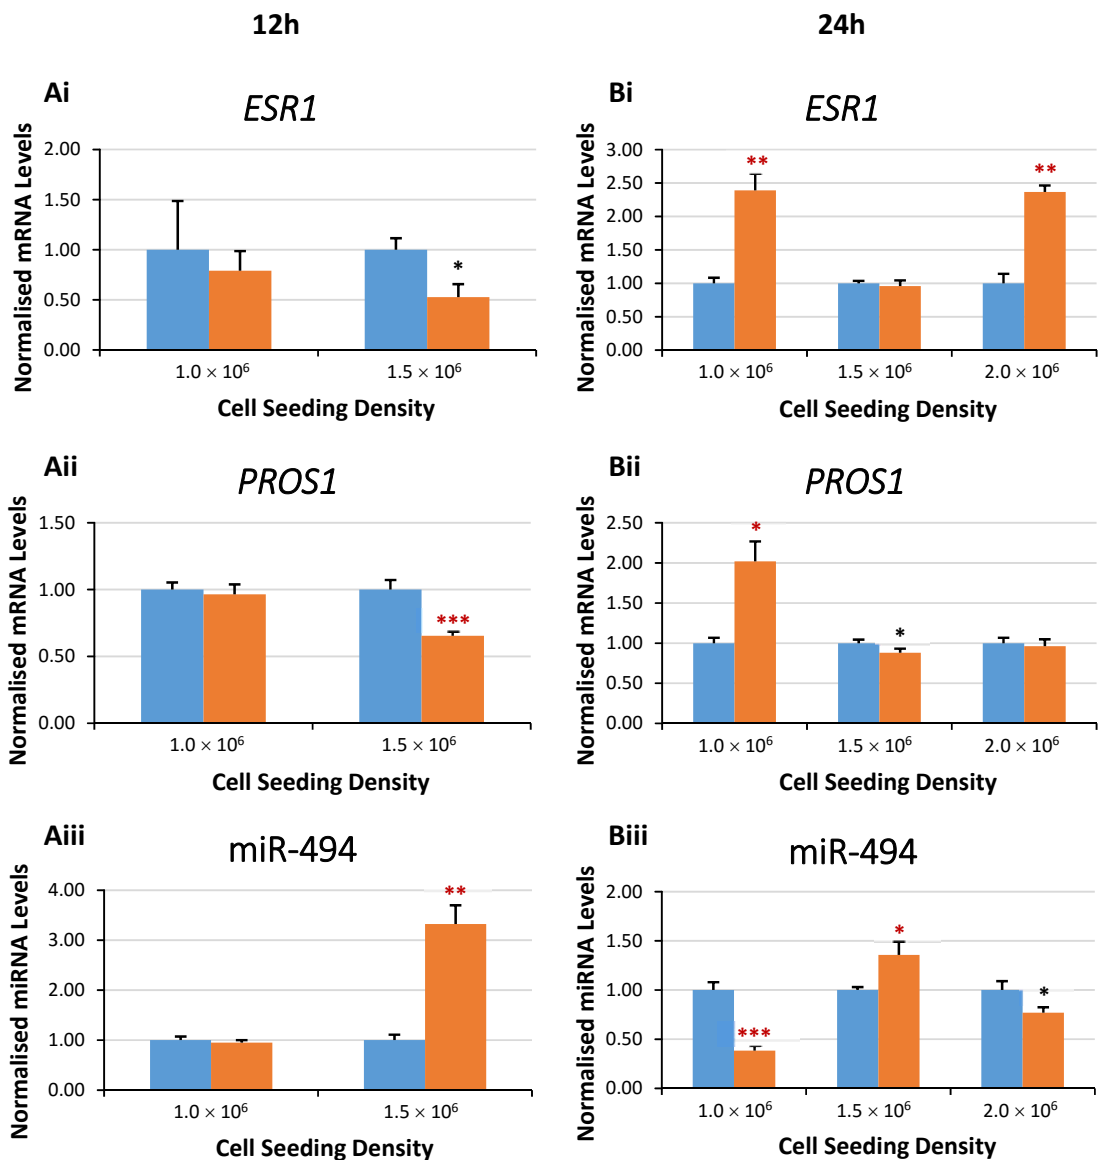 12h
24h
Ai
ESR1
Normalised mRNA Levels
2.00
1.50
1.00
0.50
0.00
*
1.0 × 10⁶
1.5 × 10⁶
Cell Seeding Density
Bi
ESR1
Normalised mRNA Levels
3.00
2.50
2.00
1.50
1.00
0.50
0.00
**
**
1.0 × 10⁶
1.5 × 10⁶
2.0 × 10⁶
Cell Seeding Density
Aii
PROS1
Normalised mRNA Levels
1.50
1.00
0.50
0.00
***
1.0 × 10⁶
1.5 × 10⁶
Cell Seeding Density
Bii
PROS1
Normalised mRNA Levels
2.50
2.00
1.50
1.00
0.50
0.00
*
*
1.0 × 10⁶
1.5 × 10⁶
2.0 × 10⁶
Cell Seeding Density
Aiii
miR-494
Normalised miRNA Levels
4.00
3.00
2.00
1.00
0.00
**
1.0 × 10⁶
1.5 × 10⁶
Cell Seeding Density
Biii
miR-494
Normalised miRNA Levels
2.00
1.50
1.00
0.50
0.00
***
*
*
1.0 × 10⁶
1.5 × 10⁶
2.0 × 10⁶
Cell Seeding Density